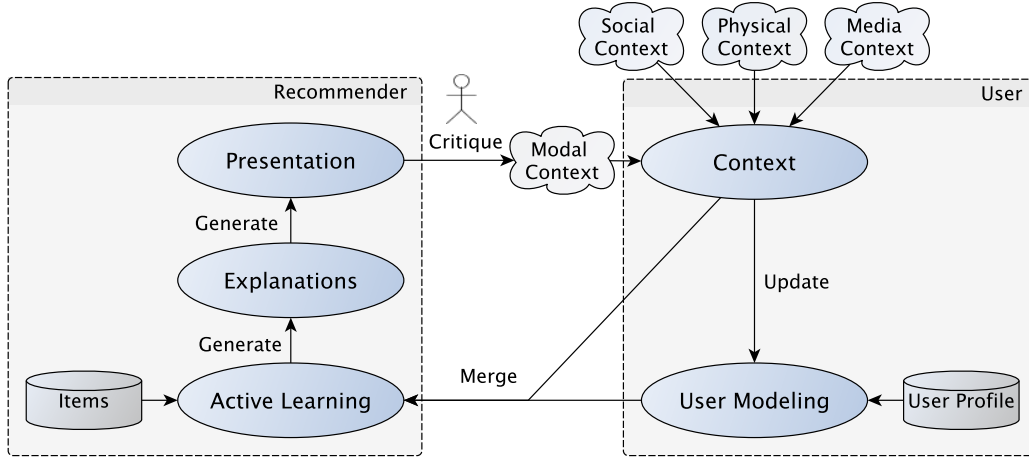 Social
Context
Physical
Context
Media
Context
Recommender
User
Critique
Presentation
Modal
Context
Context
Generate
Explanations
Update
Generate
Merge
Items
Active Learning
User Modeling
User Profile